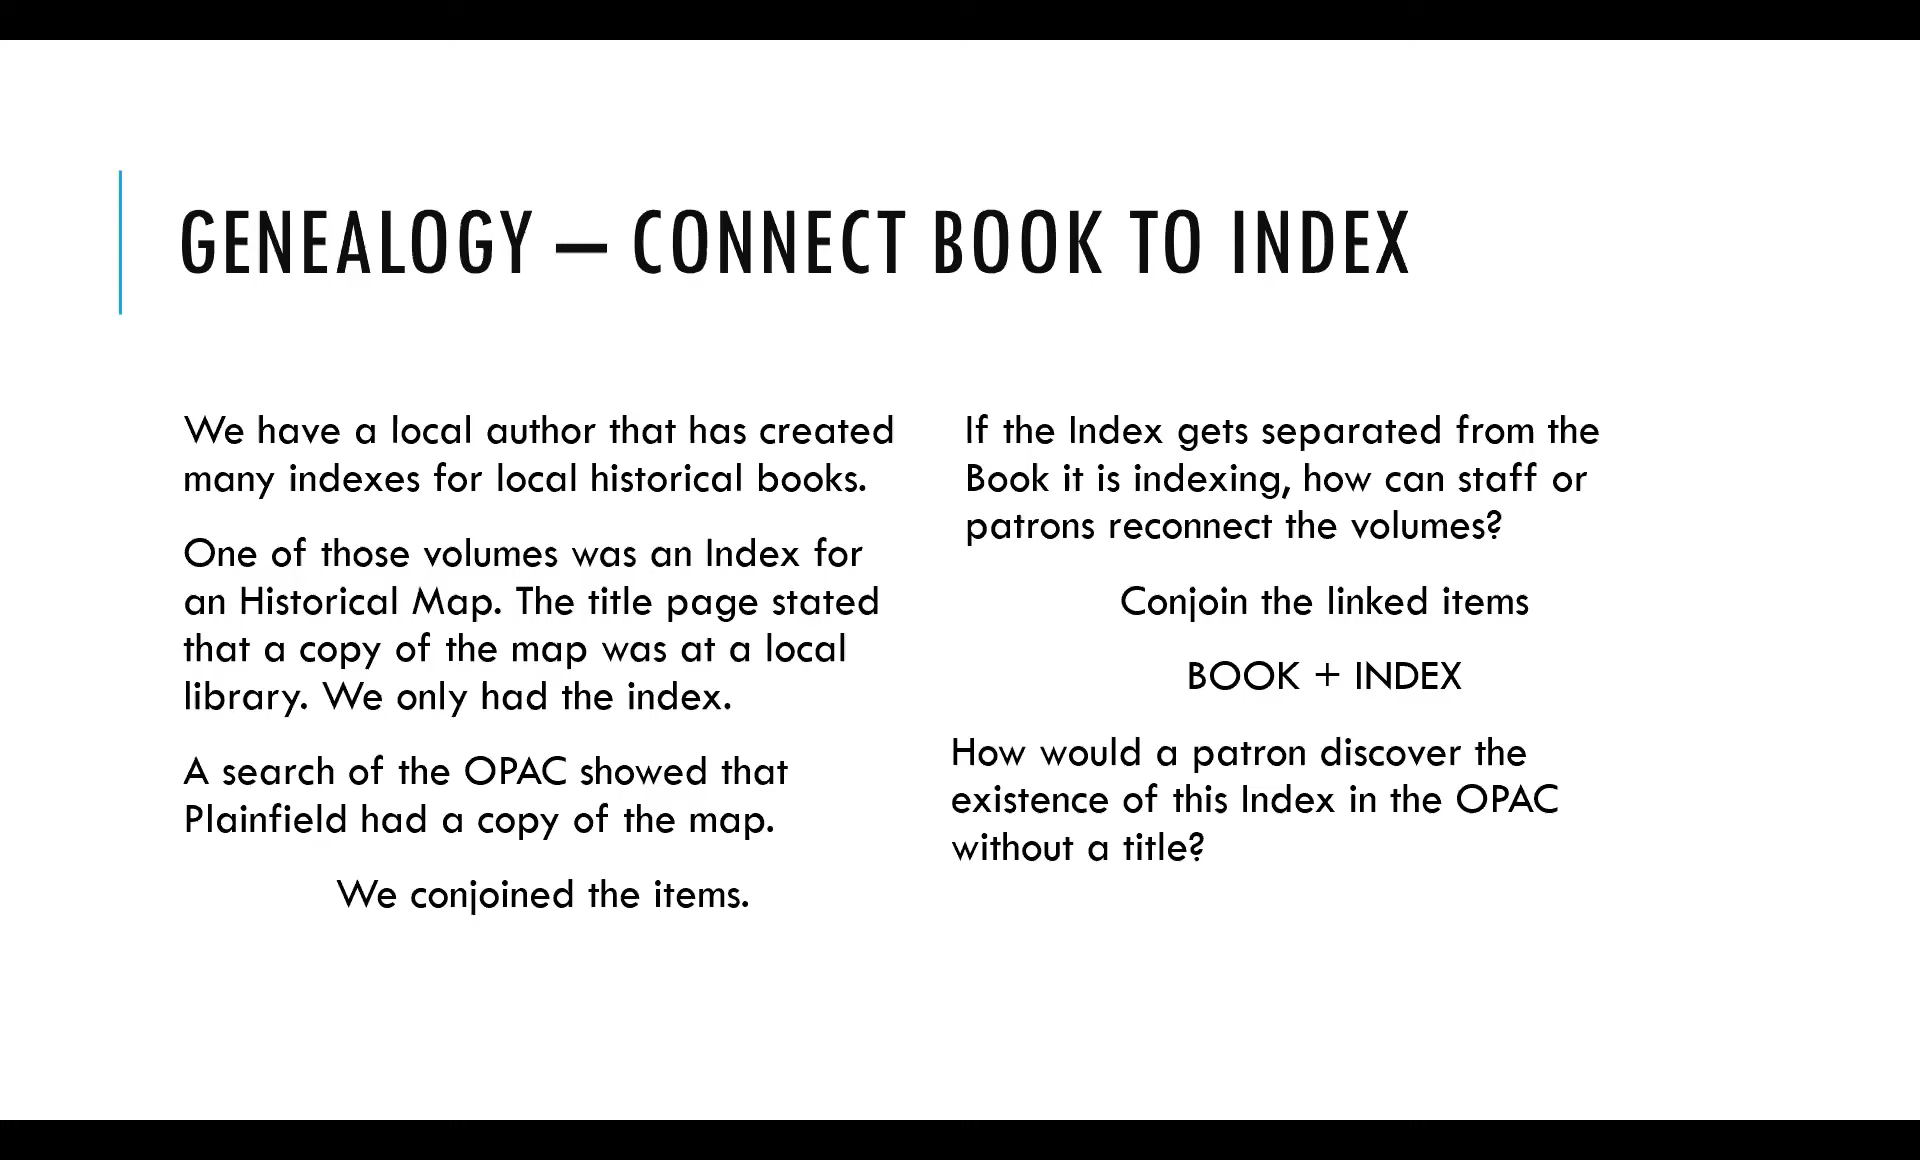 GENEALOGY – CONNECT BOOK TO INDEX
We have a local author that has created
many indexes for local historical books.
One of those volumes was an Index for
an Historical Map. The title page stated
that a copy of the map was at a local
library. We only had the index.
A search of the OPAC showed that
Plainfield had a copy of the map.
We conjoined the items.
If the Index gets separated from the
Book it is indexing, how can staff or
patrons reconnect the volumes?
Conjoin the linked items
BOOK + INDEX
How would a patron discover the
existence of this Index in the OPAC
without a title?